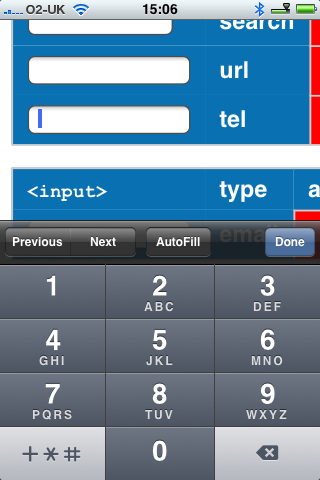 O2-UK 15:06
search
url
tel
<input> type a
email
Previous Next AutoFill Done
1 2 ABC 3 DEF
4 GHI 5 JKL 6 MNO
7 PQRS 8 TUV 9 WXYZ
+*# 0